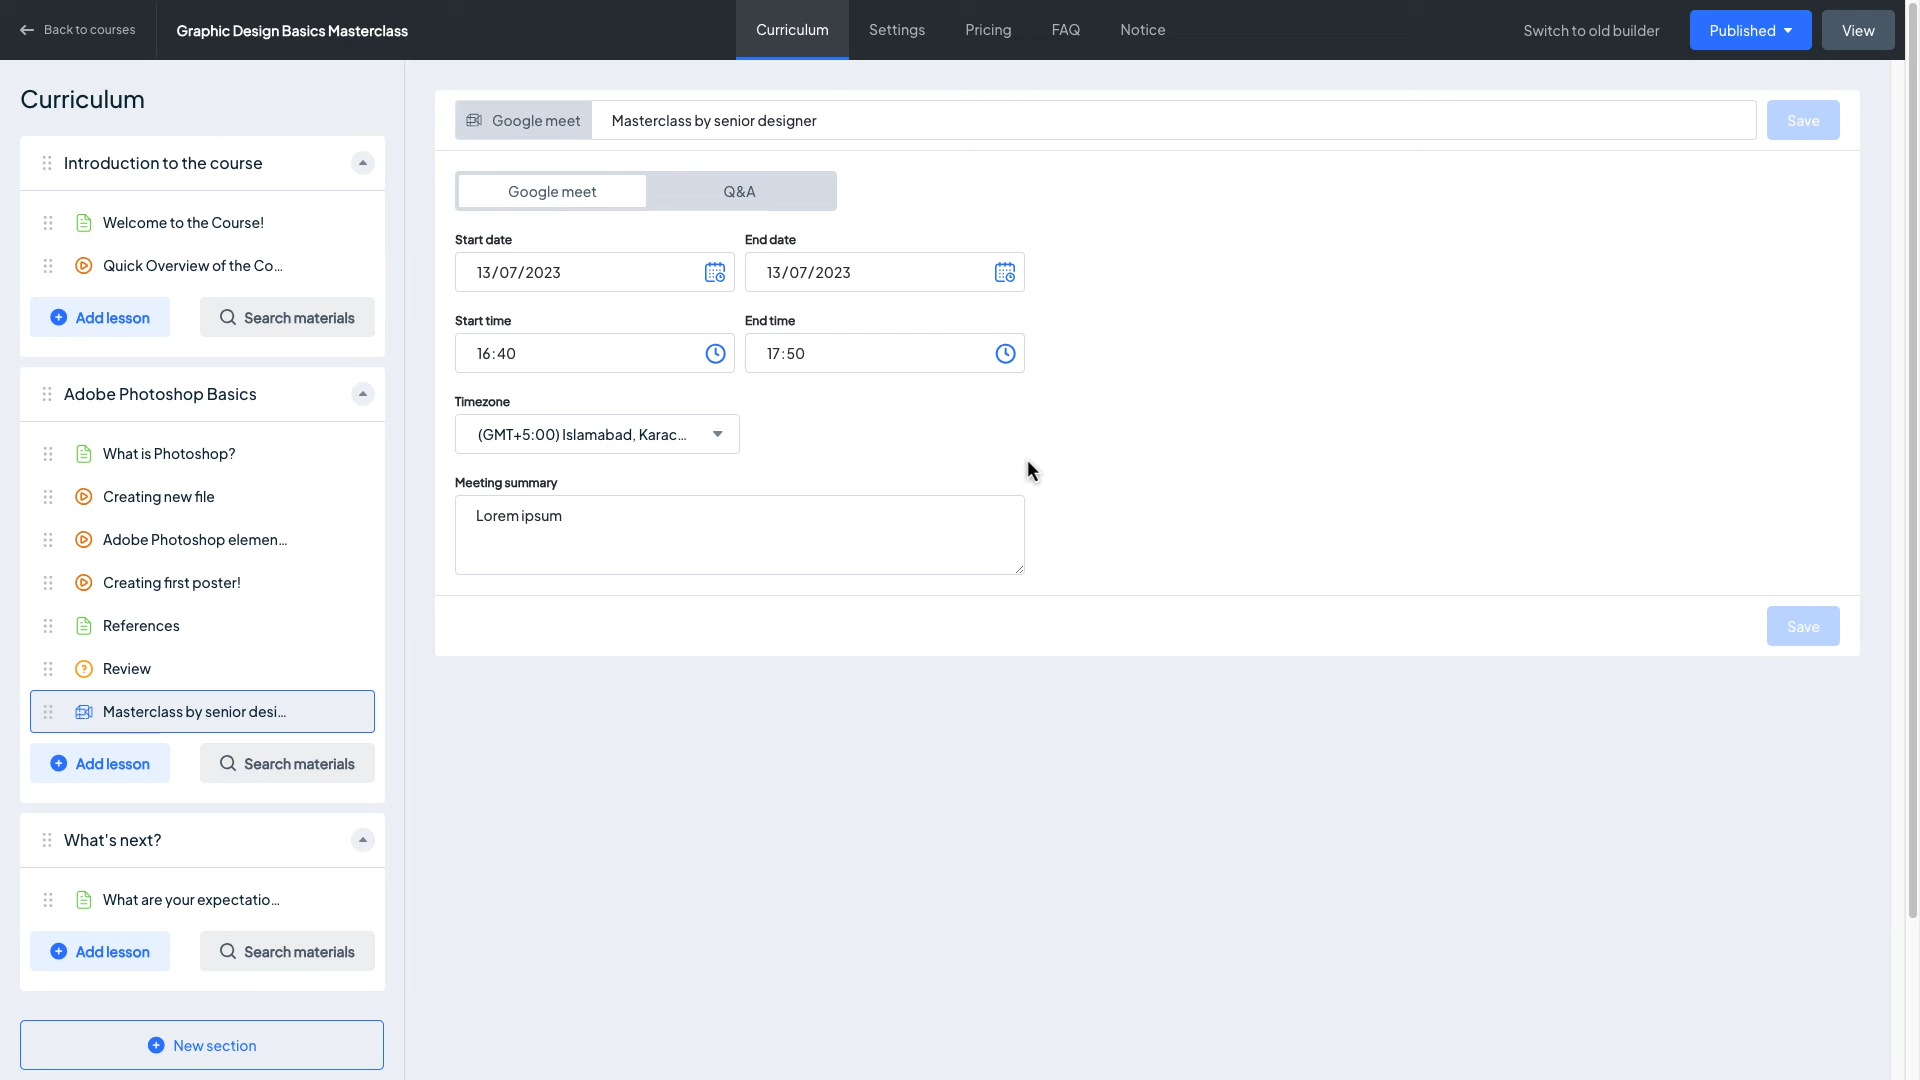 Back to courses
Graphic Design Basics Masterclass
Curriculum
Settings
Pricing
FAQ
Notice
Switch to old builder
Published
View
Curriculum
Introduction to the course
Welcome to the Course!
Quick Overview of the Co...
Add lesson
Search materials
Adobe Photoshop Basics
What is Photoshop?
Creating new file
Adobe Photoshop elemen...
Creating first poster!
References
Review
Masterclass by senior desi...
Add lesson
Search materials
What's next?
What are your expectatio...
Add lesson
Search materials
New section
Google meet
Masterclass by senior designer
Save
Google meet
Q&A
Start date
End date
13/07/2023
13/07/2023
Start time
End time
16:40
17:50
Timezone
(GMT+5:00) Islamabad, Karac...
Meeting summary
Lorem ipsum
Save